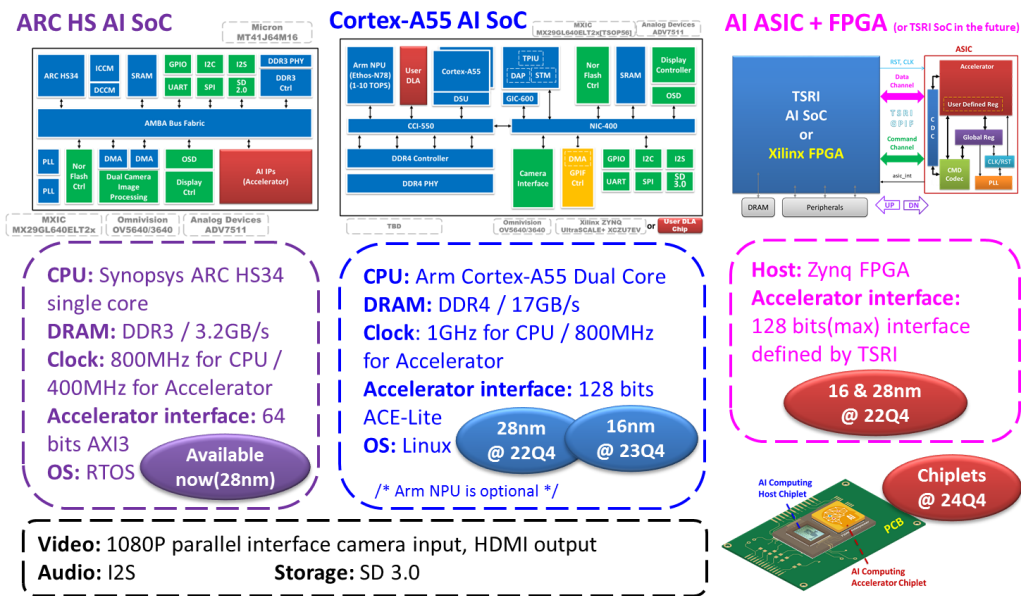 ARC HS AI SoC
Micron
MT41J64M16
ARC HS34
ICCM
DCCM
SRAM
GPIO
I2C
I2S
UART
SPI
SD
2.0
DDR3 PHY
DDR3
Ctrl
AMBA Bus Fabric
PLL
PLL
Nor
Flash
Ctrl
DMA
DMA
Dual Camera
Image
Processing
OSD
Display
Ctrl
AI IPs
(Accelerator)
MXIC
MX29GL640ELT2x
Omnivision
OV5640/3640
Analog Devices
ADV7511
CPU: Synopsys ARC HS34
single core
DRAM: DDR3 / 3.2GB/s
Clock: 800MHz for CPU /
400MHz for Accelerator
Accelerator interface: 64
bits AXI3
OS: RTOS
Available
now(28nm)
Cortex-A55 AI SoC
MXIC
MX29GL640ELT2x[TSOP56]
Analog Devices
ADV7511
Arm NPU
(Ethos-N78)
(1-10 TOPS)
User
DLA
Cortex-A55
DSU
TPIU
DAP
STM
GIC-600
Nor
Flash
Ctrl
SRAM
Display
Controller
OSD
CCI-550
NIC-400
DDR4 Controller
DDR4 PHY
Camera
Interface
DMA
GPIF
Ctrl
GPIO
I2C
I2S
UART
SPI
SD
3.0
TBD
Omnivision
OV5640/3640
Xilinx ZYNQ
UltraSCALE+ XCZU7EV
or
User DLA
Chip
CPU: Arm Cortex-A55 Dual Core
DRAM: DDR4 / 17GB/s
Clock: 1GHz for CPU / 800MHz
for Accelerator
Accelerator interface: 128 bits
ACE-Lite
OS: Linux
28nm
@ 22Q4
16nm
@ 23Q4
/* Arm NPU is optional */
AI ASIC + FPGA (or TSRI SoC in the future)
TSRI
AI SoC
or
Xilinx FPGA
DRAM
Peripherals
RST, CLK
Data
Channel
TSRI
GPIF
Command
Channel
asic_int
UP
DN
ASIC
Accelerator
User Defined Reg
CDC
Global Reg
CMD
Codec
CLK/RST
PLL
Host: Zynq FPGA
Accelerator interface:
128 bits(max) interface
defined by TSRI
16 & 28nm
@ 22Q4
Chiplets
@ 24Q4
AI Computing
Host Chiplet
PCB
AI Computing
Accelerator Chiplet
Video: 1080P parallel interface camera input, HDMI output
Audio: I2S Storage: SD 3.0